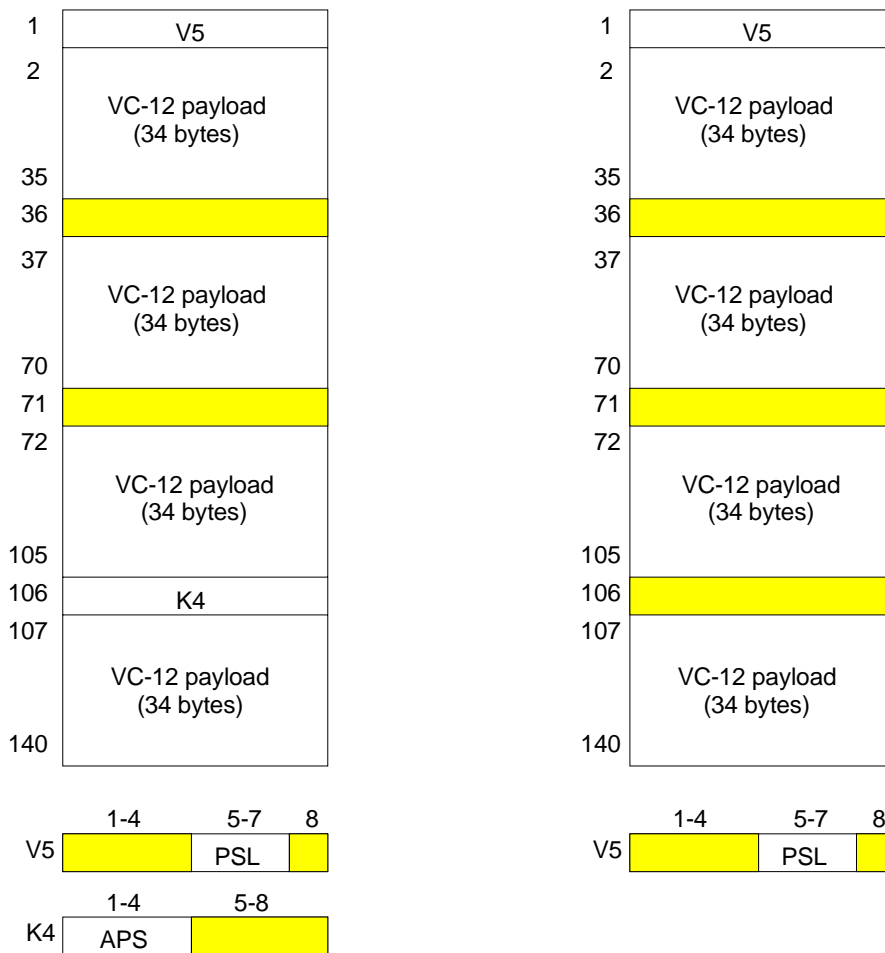 1 V5
2
VC-12 payload
(34 bytes)
35
36
37
VC-12 payload
(34 bytes)
70
71
72
VC-12 payload
(34 bytes)
105
106 K4
107
VC-12 payload
(34 bytes)
140
1-4 5-7 8
V5 PSL
1-4 5-8
K4 APS
1 V5
2
VC-12 payload
(34 bytes)
35
36
37
VC-12 payload
(34 bytes)
70
71
72
VC-12 payload
(34 bytes)
105
106
107
VC-12 payload
(34 bytes)
140
1-4 5-7 8
V5 PSL